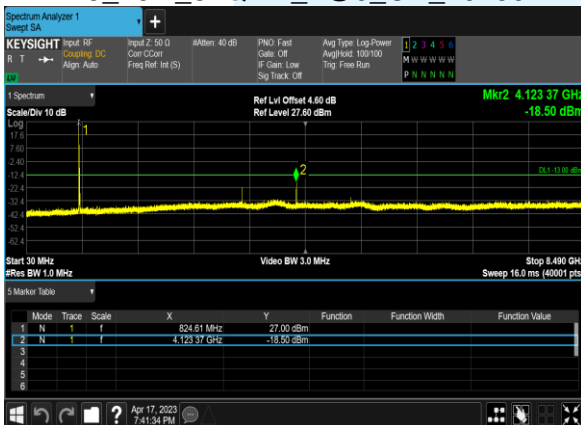 Spectrum Analyzer 1
Swept SA
+
KEYSIGHT Input: RF Input Z: 50 Ω #Atten: 40 dB PNO: Fast Avg Type: Log-Power 1 2 3 4 5 6
R T Coupling: DC Corr CCorr Gate: Off Avg|Hold: 100/100 M W W W W W
Align: Auto Freq Ref: Int (S) IF Gain: Low Trig: Free Run
Sig Track: Off P N N N N N
1 Spectrum Ref Lvl Offset 4.60 dB Mkr2 4.123 37 GHz
Scale/Div 10 dB Ref Level 27.60 dBm -18.50 dBm
Log
1
17.6
7.60
-2.40
2 DL1 -13.00 dBm
-12.4
-22.4
-32.4
-42.4
-52.4
-62.4
Start 30 MHz Video BW 3.0 MHz Stop 8.490 GHz
#Res BW 1.0 MHz Sweep 16.0 ms (40001 pts
5 Marker Table
Mode Trace Scale X Y Function Function Width Function Value
1 N 1 f 824.61 MHz 27.00 dBm
2 N 1 f 4.123 37 GHz -18.50 dBm
3
4
5
6
? Apr 17, 2023
7:41:34 PM